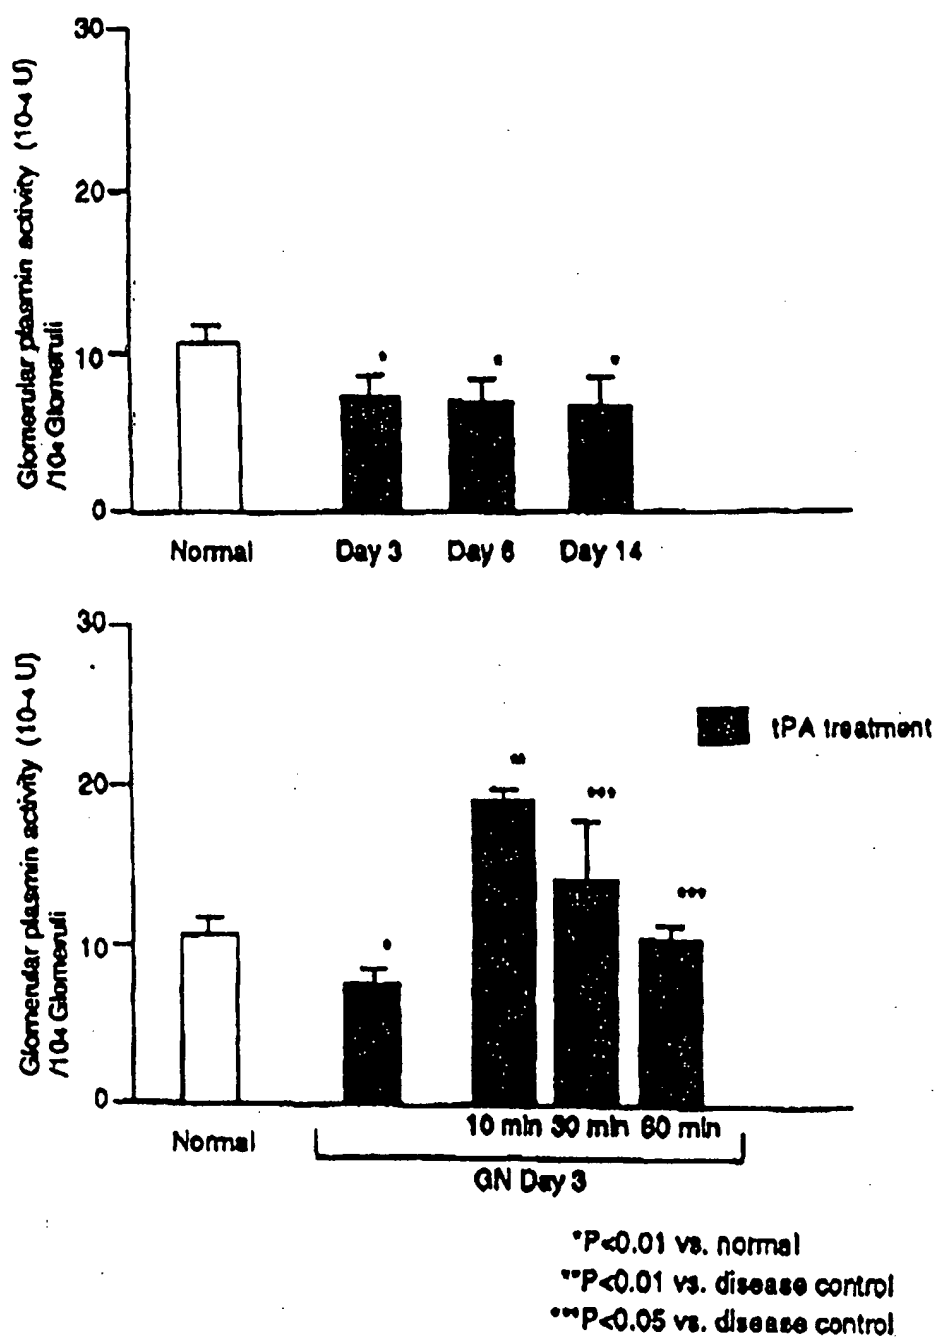 30
20
10
0
Glomerular plasmin activity (10-4 U)
/104 Glomeruli
*
*
*
Normal
Day 3
Day 6
Day 14
30
20
10
0
Glomerular plasmin activity (10-4 U)
/104 Glomeruli
tPA treatment
*
**
***
***
10 min 30 min 60 min
Normal
GN Day 3
*P<0.01 vs. normal
**P<0.01 vs. disease control
***P<0.05 vs. disease control